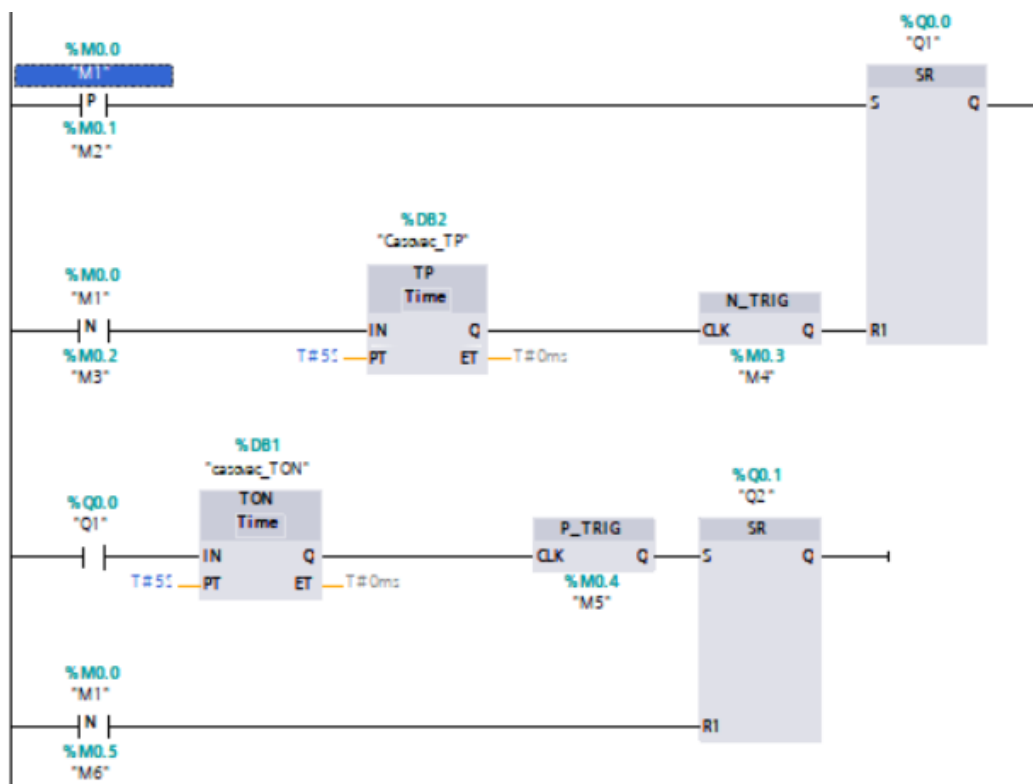 %Q0.0
"Q1"
%M0.0
"M1"
SR
P
S Q
%M0.1
"M2"
%DB2
"Casovac_TP"
TP
Time
%M0.0
"M1"
N_TRIG
N
IN Q
CLK Q
R1
PT ET
T#0ms
%M0.2
"M3"
%M0.3
"M4"
%DB1
"casovac_TON"
TON
Time
%Q0.0
"Q1"
%Q0.1
"Q2"
P_TRIG
SR
IN Q
CLK Q
S Q
PT ET
T#0ms
%M0.4
"M5"
%M0.0
"M1"
N
R1
%M0.5
"M6"